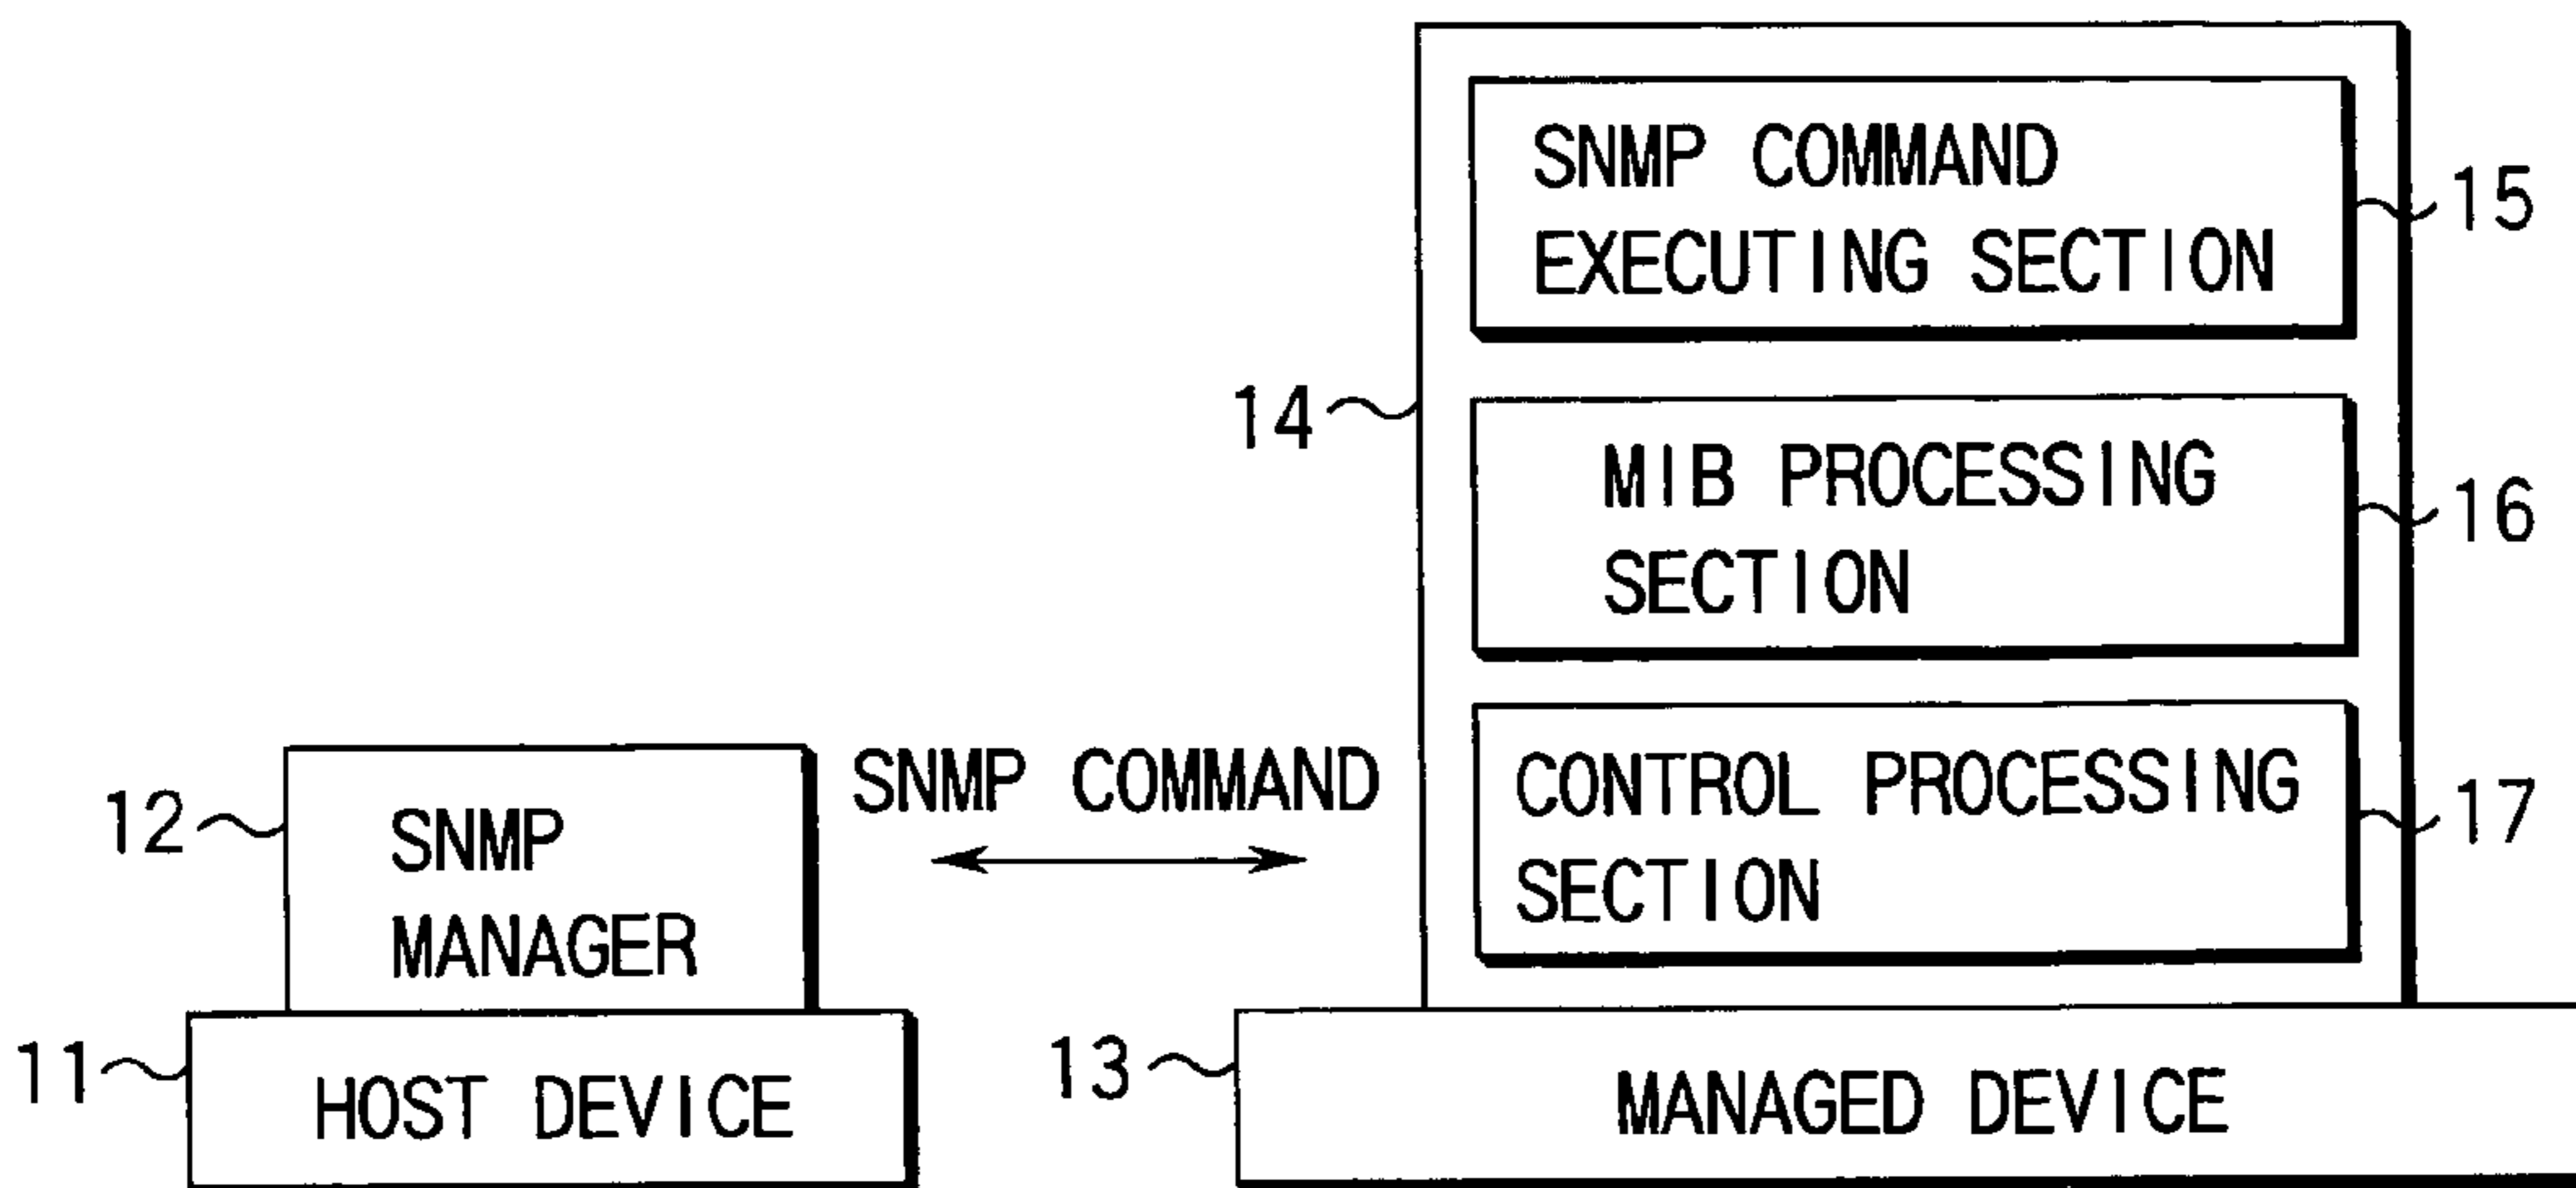 SNMP COMMAND
EXECUTING SECTION
15
14
MIB PROCESSING
SECTION
16
12
SNMP
MANAGER
SNMP COMMAND
CONTROL PROCESSING
SECTION
17
11
HOST DEVICE
13
MANAGED DEVICE